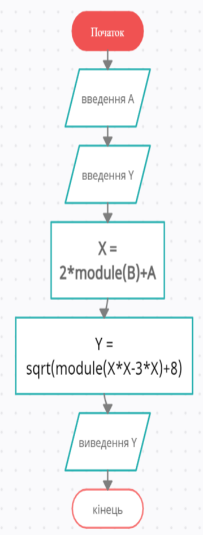 Початок
введення A
введення Y
X =
2*module(B)+A
Y =
sqrt(module(X*X-3*X)+8)
виведення Y
кінець